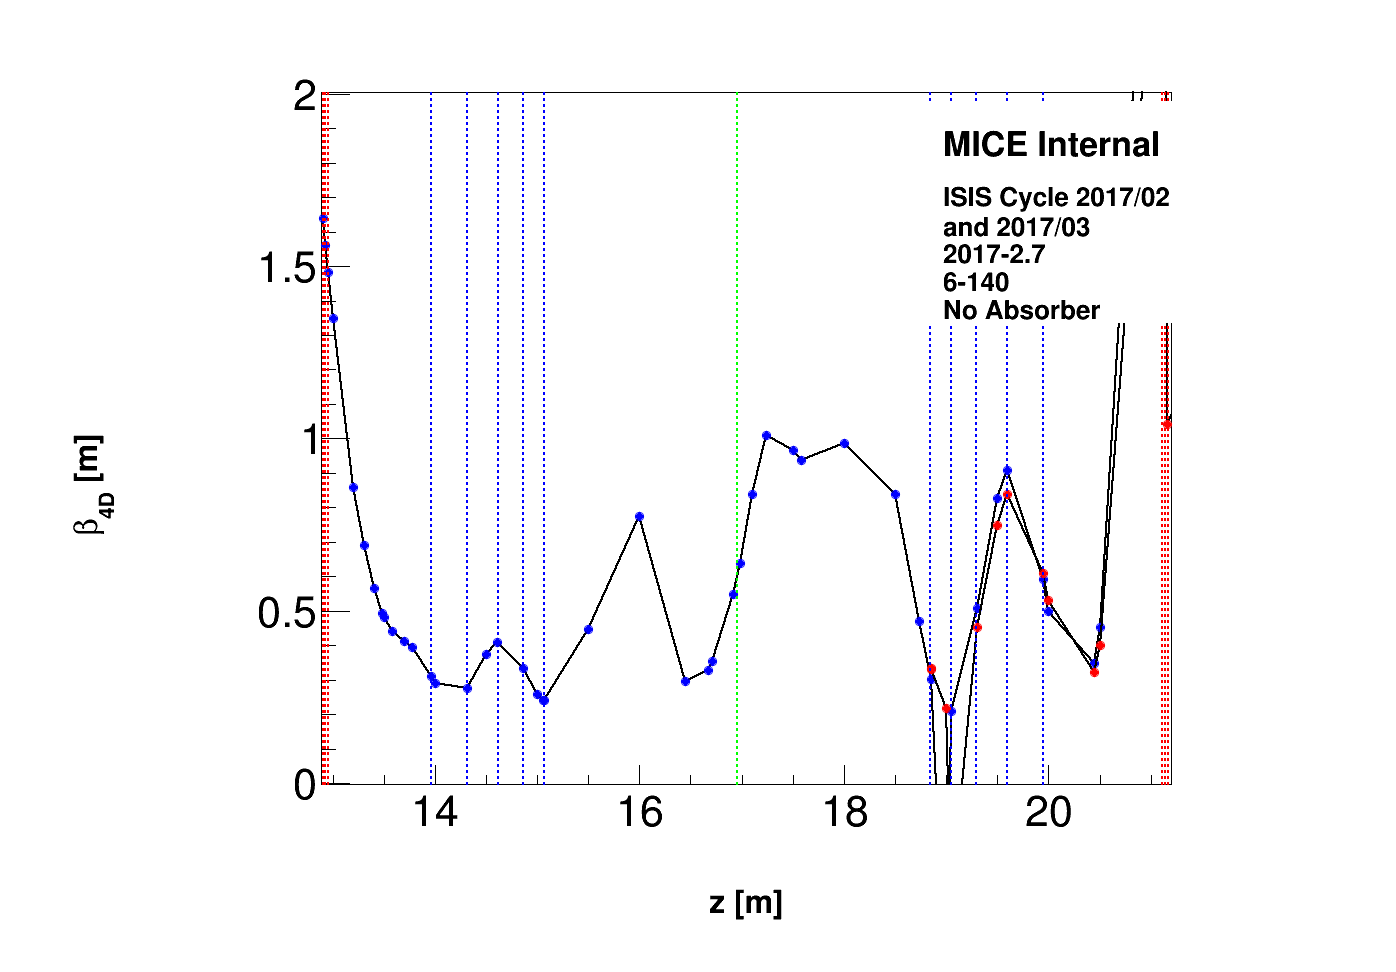 2
MICE Internal
ISIS Cycle 2017/02
and 2017/03
2017-2.7
6-140
No Absorber
1.5
1
0.5
0
β4D [m]
14 16 18 20
z [m]